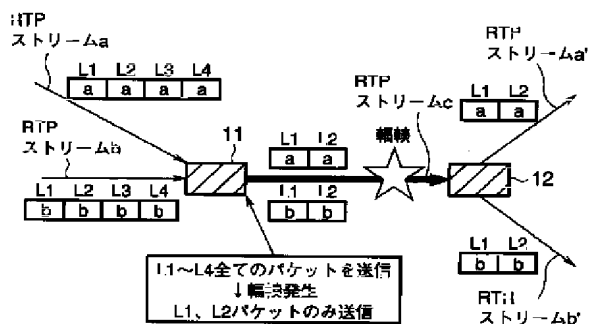 RTP
ストリームa
L1 L2 L3 L4
a a a a
RTP
ストリームb
L1 L2 L3 L4
b b b b
11
L1 L2
a a
L1 L2
b b
輻輳
RTP
ストリームc
RTP
ストリームa'
L1 L2
a a
12
L1 L2
b b
RTP
ストリームb'
L1~L4全てのパケットを送信
↓輻輳発生
L1、L2パケットのみ送信